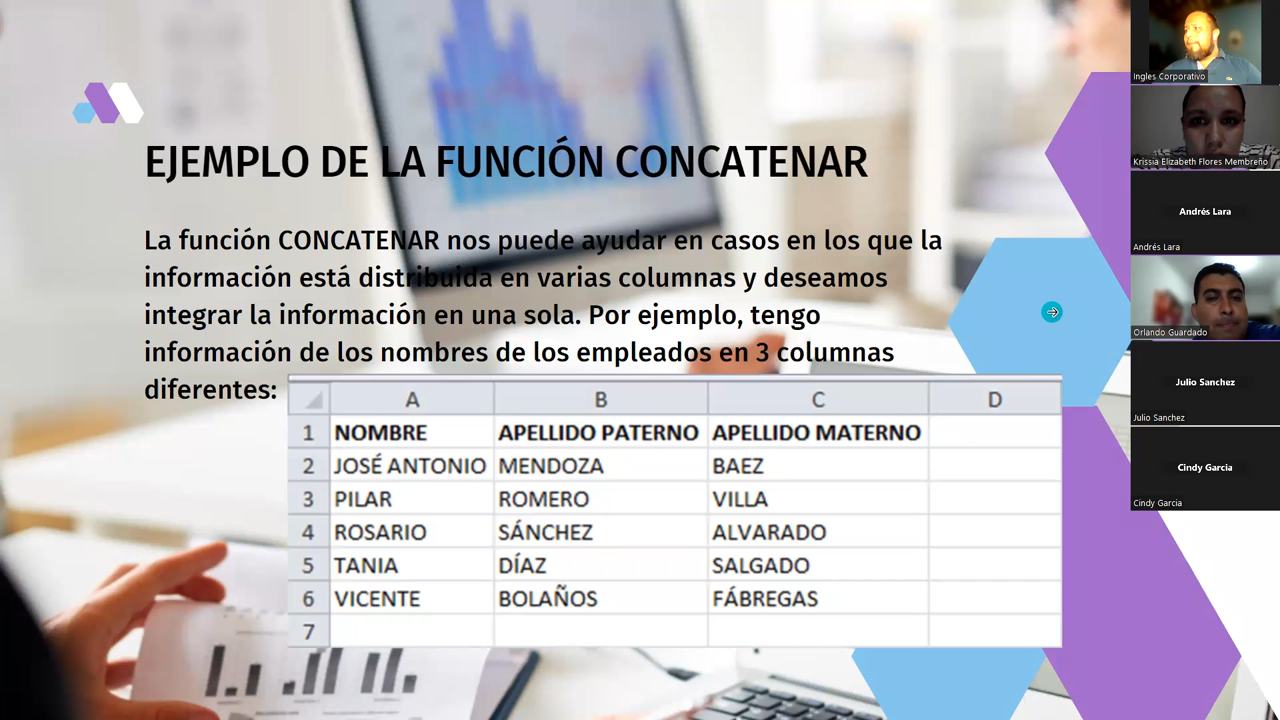 EJEMPLO DE LA FUNCIÓN CONCATENAR
La función CONCATENAR nos puede ayudar en casos en los que la
información está distribuida en varias columnas y deseamos
integrar la información en una sola. Por ejemplo, tengo
información de los nombres de los empleados en 3 columnas
diferentes:
A B C D
1 NOMBRE APELLIDO PATERNO APELLIDO MATERNO
2 JOSÉ ANTONIO MENDOZA BAEZ
3 PILAR ROMERO VILLA
4 ROSARIO SÁNCHEZ ALVARADO
5 TANIA DÍAZ SALGADO
6 VICENTE BOLAÑOS FÁBREGAS
7
Ingles Corporativo
Krissia Elizabeth Flores Membreño
Andrés Lara
Andrés Lara
Orlando Guardado
Julio Sanchez
Julio Sanchez
Cindy Garcia
Cindy Garcia